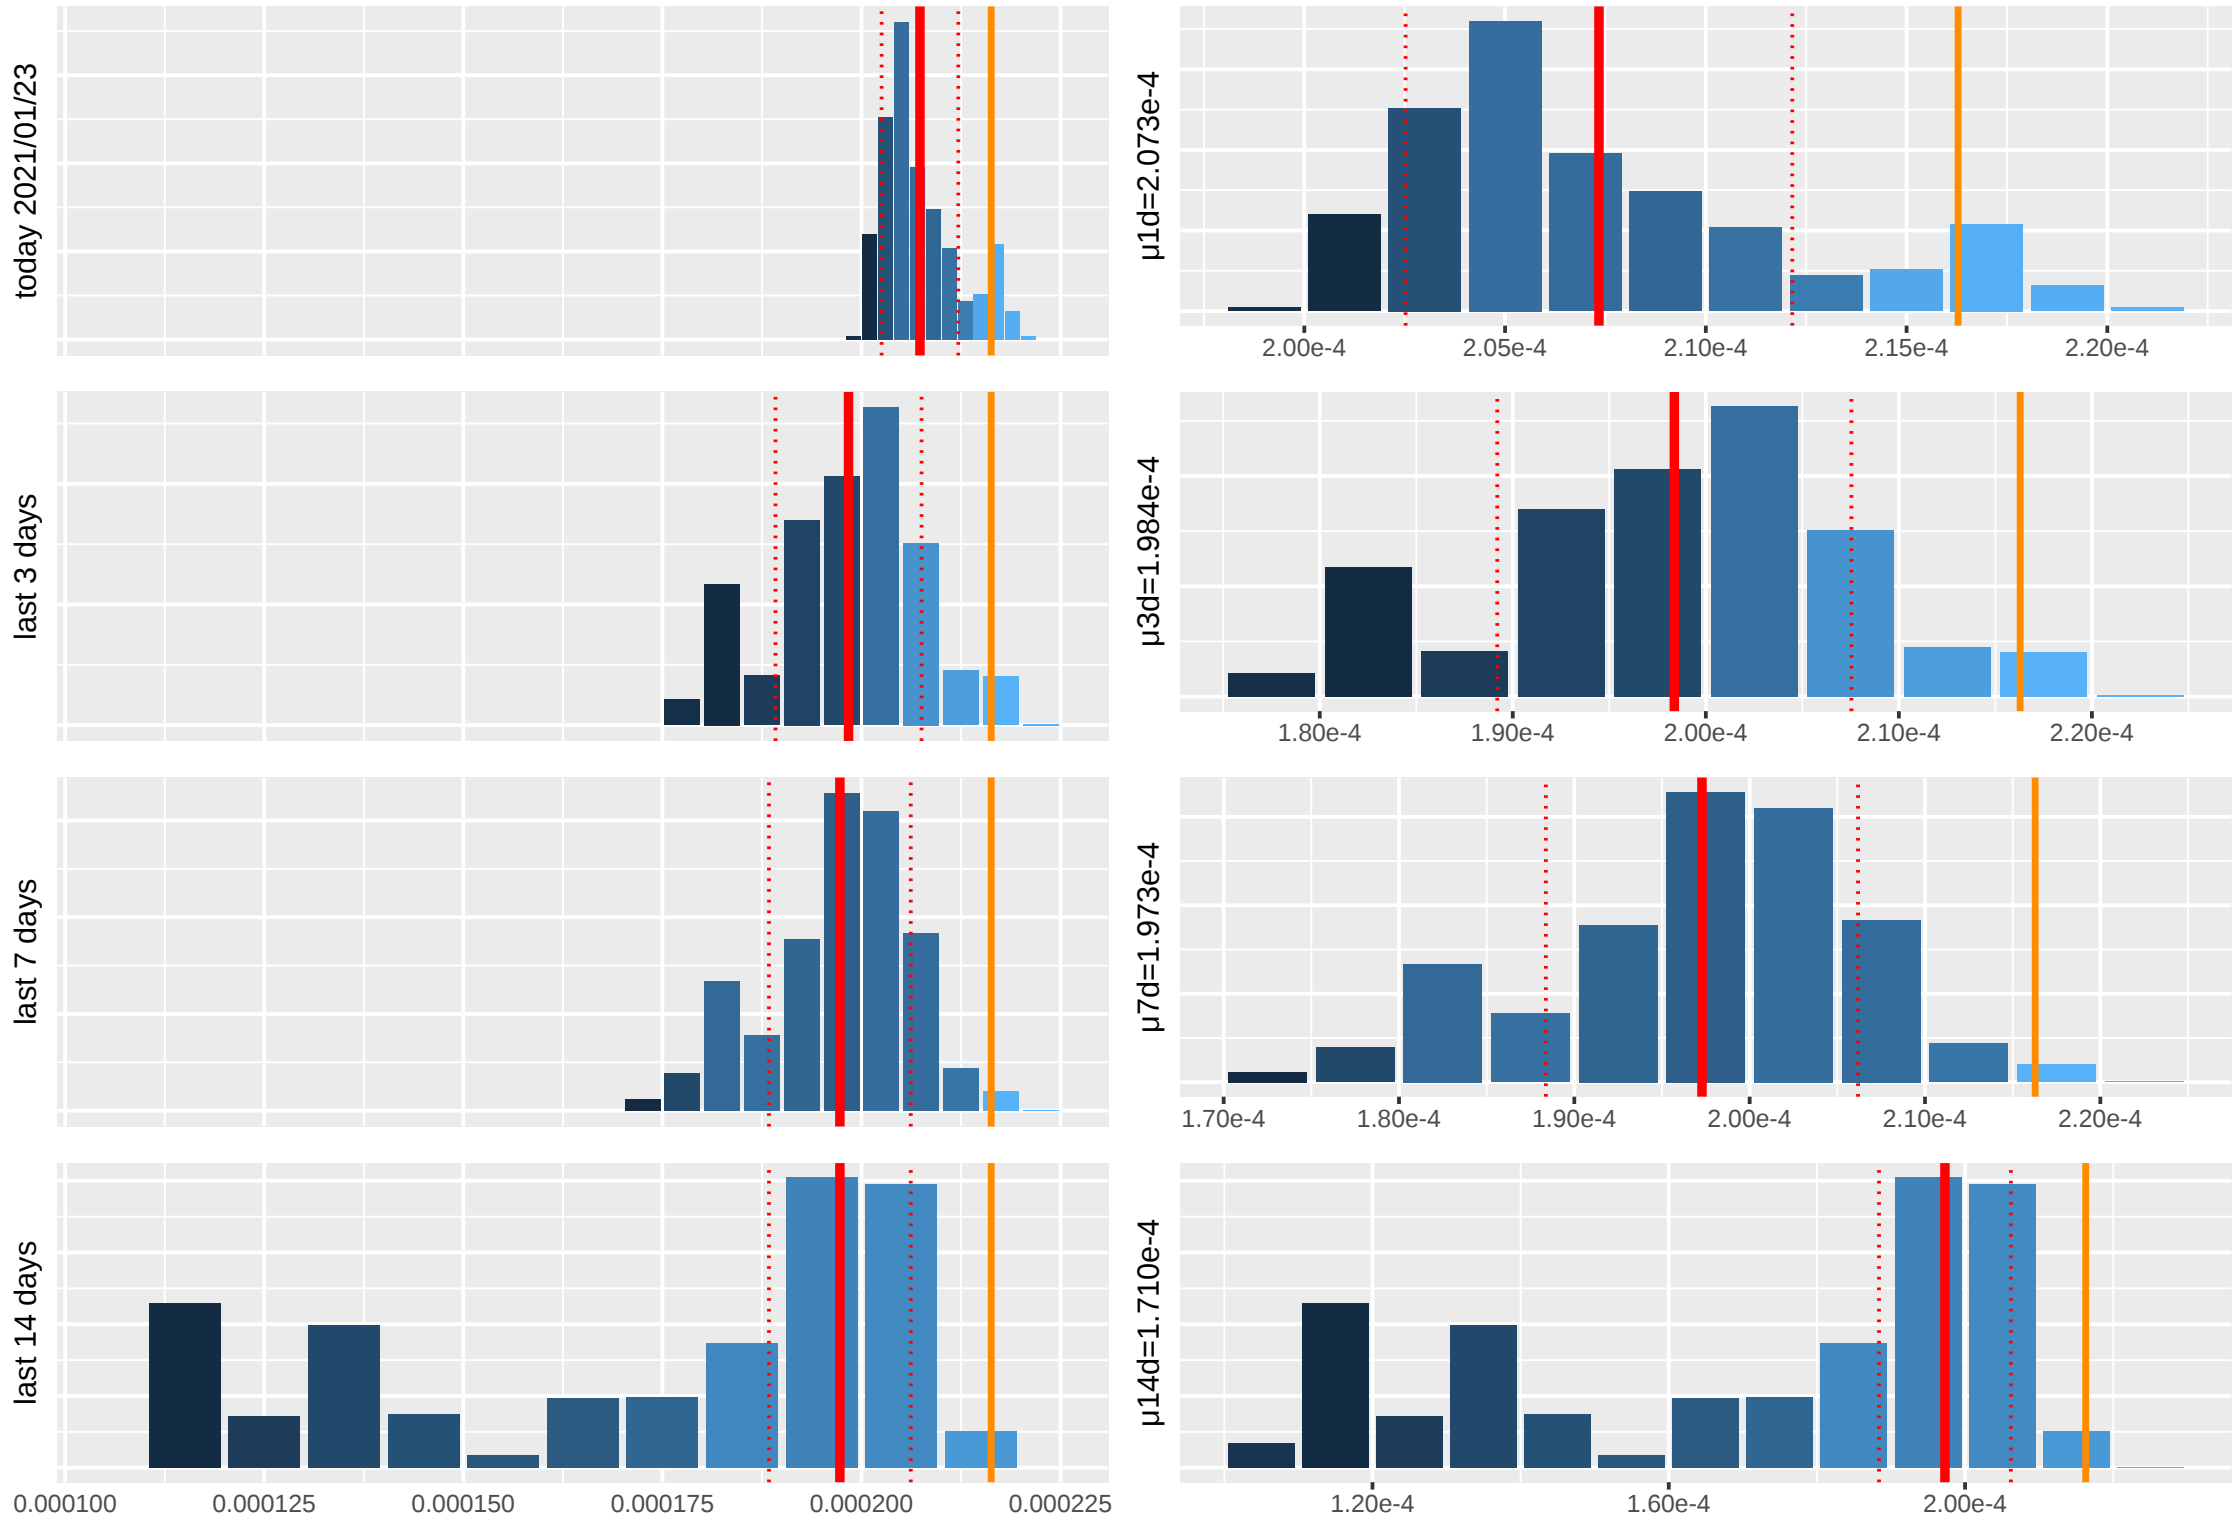 today 2021/01/23
µ1d=2.073e-4
2.00e-4 2.05e-4 2.10e-4 2.15e-4 2.20e-4
last 3 days
µ3d=1.984e-4
1.80e-4 1.90e-4 2.00e-4 2.10e-4 2.20e-4
last 7 days
µ7d=1.973e-4
1.70e-4 1.80e-4 1.90e-4 2.00e-4 2.10e-4 2.20e-4
last 14 days
µ14d=1.710e-4
0.000100 0.000125 0.000150 0.000175 0.000200 0.000225
1.20e-4 1.60e-4 2.00e-4